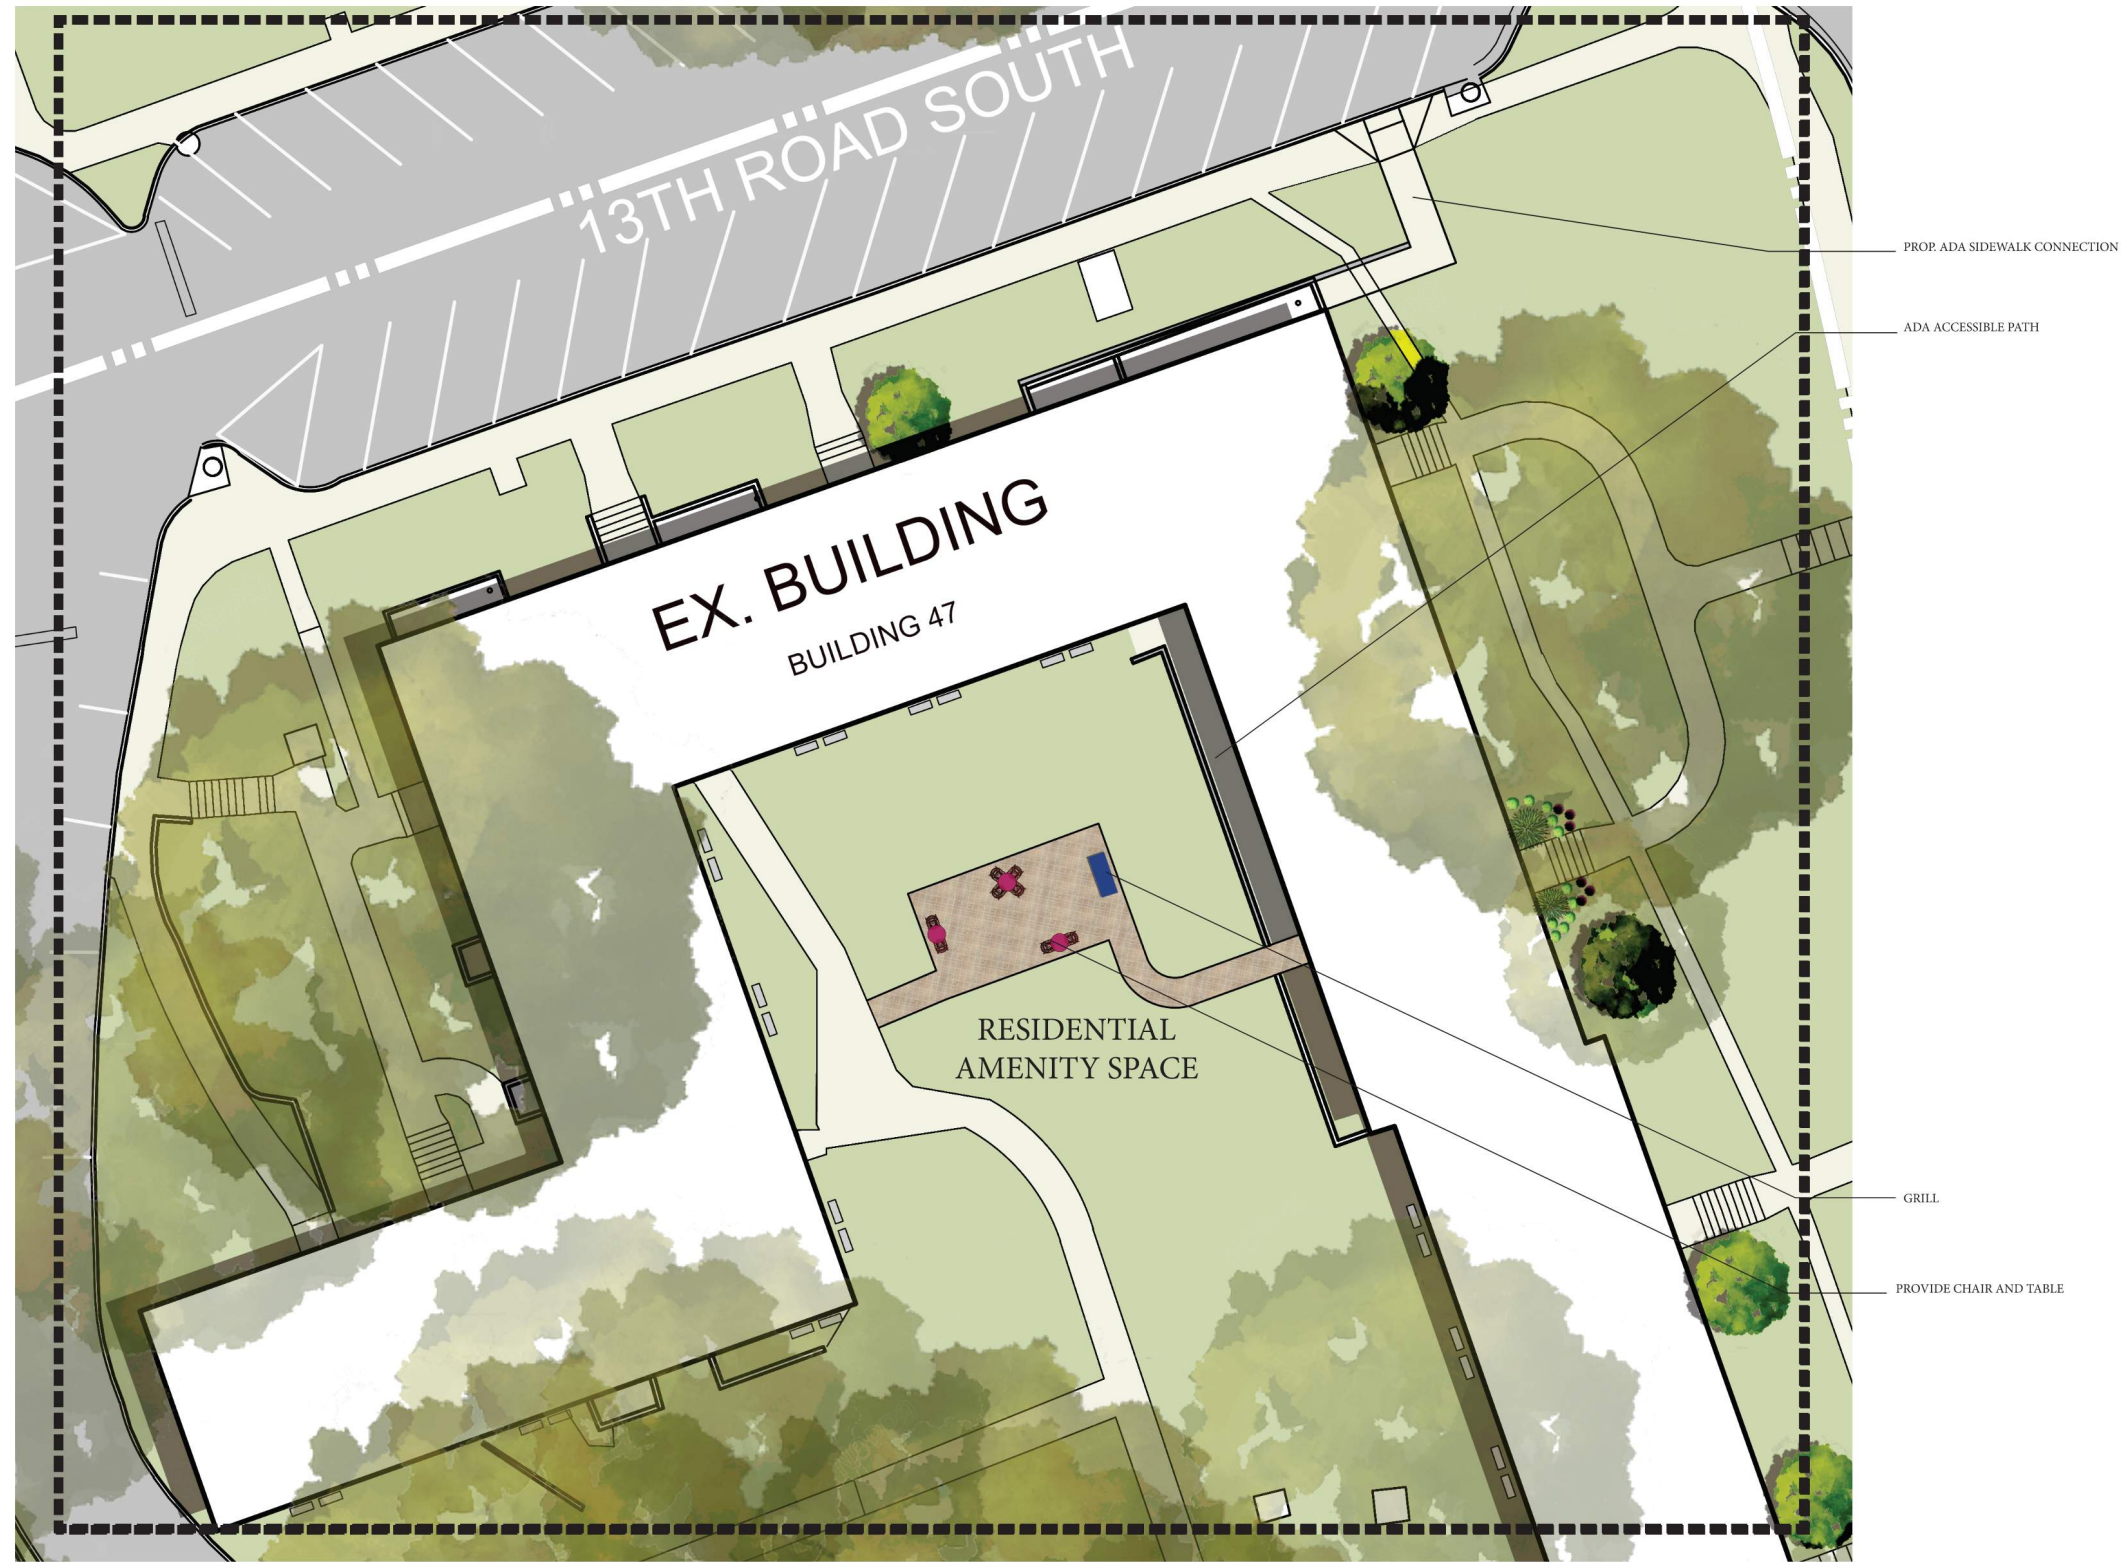 13TH ROAD SOUTH
PROP. ADA SIDEWALK CONNECTION
ADA ACCESSIBLE PATH
EX. BUILDING
BUILDING 47
RESIDENTIAL
AMENITY SPACE
GRILL
PROVIDE CHAIR AND TABLE